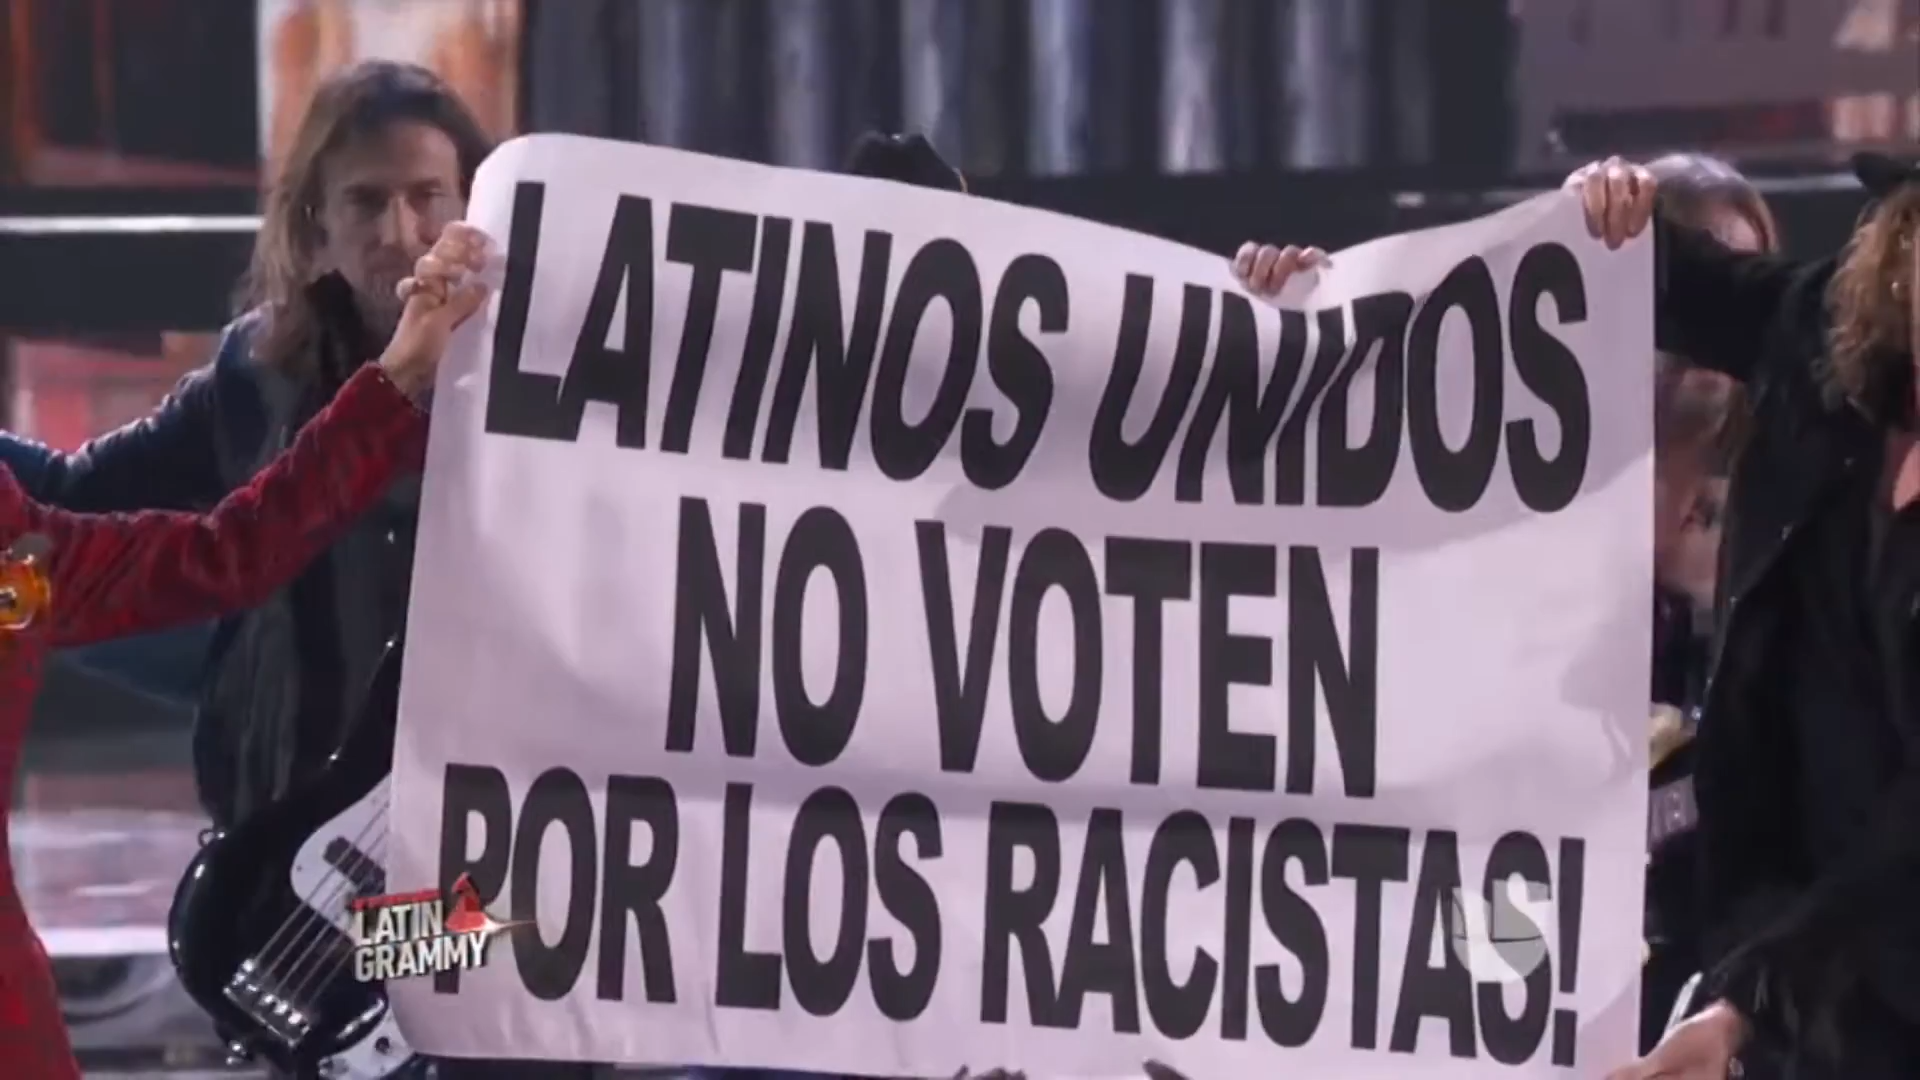 LATINOS UNIDOS
NO VOTEN
POR LOS RACISTAS!
LATIN
GRAMMY